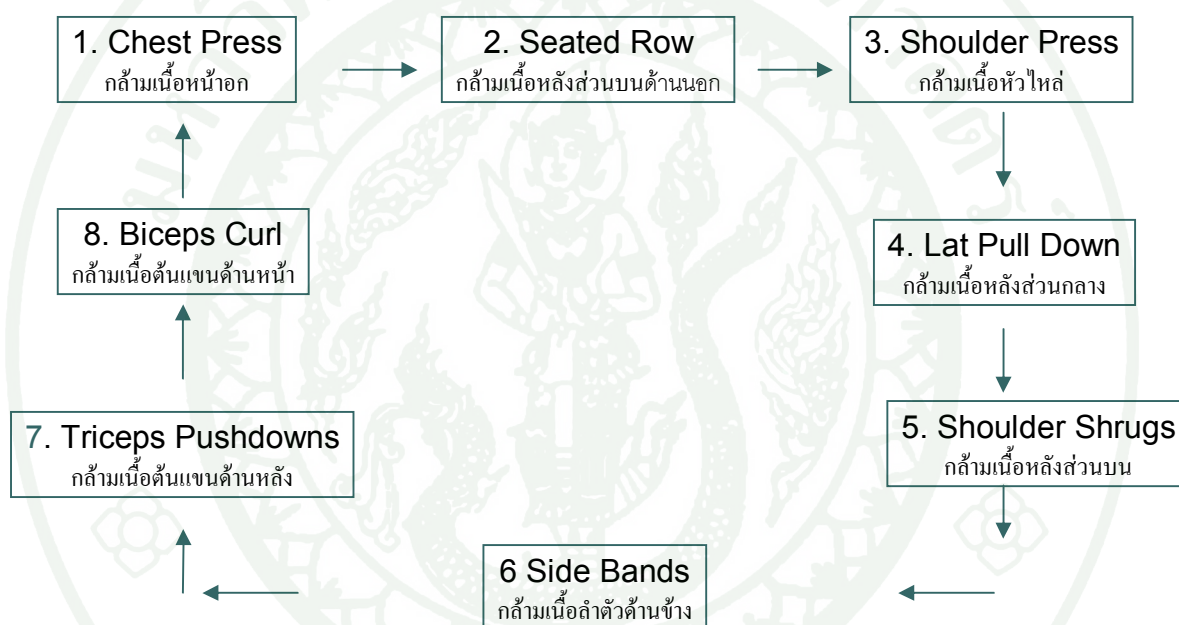 1. Chest Press
กล้ามเนื้อหน้าอก
2. Seated Row
กล้ามเนื้อหลังส่วนบนด้านนอก
3. Shoulder Press
กล้ามเนื้อหัวไหล่
8. Biceps Curl
กล้ามเนื้อต้นแขนด้านหน้า
4. Lat Pull Down
กล้ามเนื้อหลังส่วนกลาง
7. Triceps Pushdowns
กล้ามเนื้อต้นแขนด้านหลัง
5. Shoulder Shrugs
กล้ามเนื้อหลังส่วนบน
6 Side Bands
กล้ามเนื้อลำตัวด้านข้าง